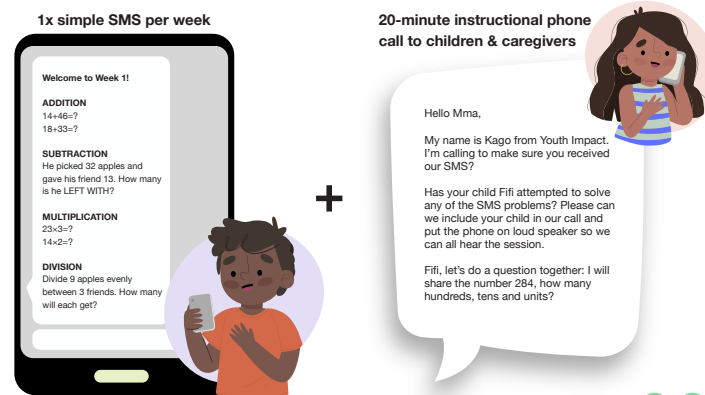 1x simple SMS per week
Welcome to Week 1!
ADDITION
14+46=?
18+33=?
SUBTRACTION
He picked 32 apples and
gave his friend 13. How many
is he LEFT WITH?
MULTIPLICATION
23×3=?
14×2=?
DIVISION
Divide 9 apples evenly
between 3 friends. How many
will each get?
+
20-minute instructional phone
call to children & caregivers
Hello Mma,
My name is Kago from Youth Impact.
I'm calling to make sure you received
our SMS?
Has your child Fifi attempted to solve
any of the SMS problems? Please can
we include your child in our call and
put the phone on loud speaker so we
can all hear the session.
Fifi, let's do a question together: I will
share the number 284, how many
hundreds, tens and units?